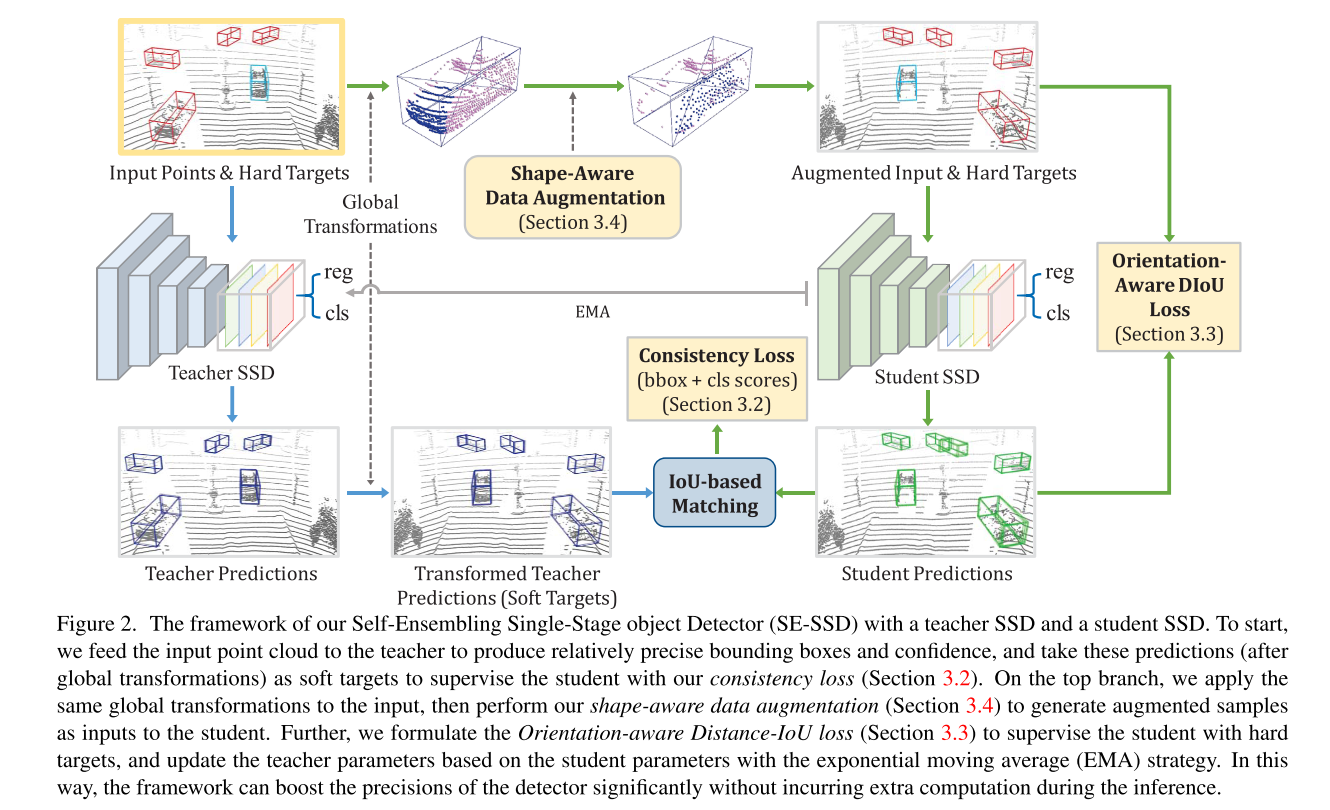 Input Points & Hard Targets
Global
Transformations
Shape-Aware
Data Augmentation
(Section 3.4)
Augmented Input & Hard Targets
reg
cls
Teacher SSD
EMA
reg
cls
Student SSD
Orientation-
Aware DIoU
Loss
(Section 3.3)
Consistency Loss
(bbox + cls scores)
(Section 3.2)
IoU-based
Matching
Teacher Predictions
Transformed Teacher
Predictions (Soft Targets)
Student Predictions
Figure 2. The framework of our Self-Ensembling Single-Stage object Detector (SE-SSD) with a teacher SSD and a student SSD. To start,
we feed the input point cloud to the teacher to produce relatively precise bounding boxes and confidence, and take these predictions (after
global transformations) as soft targets to supervise the student with our consistency loss (Section 3.2). On the top branch, we apply the
same global transformations to the input, then perform our shape-aware data augmentation (Section 3.4) to generate augmented samples
as inputs to the student. Further, we formulate the Orientation-aware Distance-IoU loss (Section 3.3) to supervise the student with hard
targets, and update the teacher parameters based on the student parameters with the exponential moving average (EMA) strategy. In this
way, the framework can boost the precisions of the detector significantly without incurring extra computation during the inference.